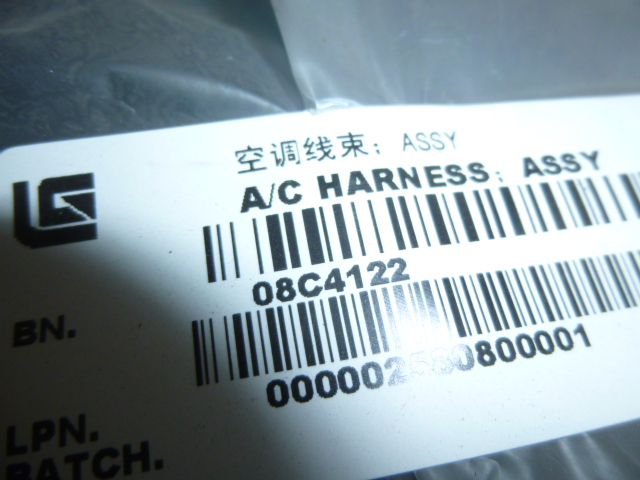 空调线束; ASSY
A/C HARNESS; ASSY
08C4122
BN.
LPN.
BATCH.